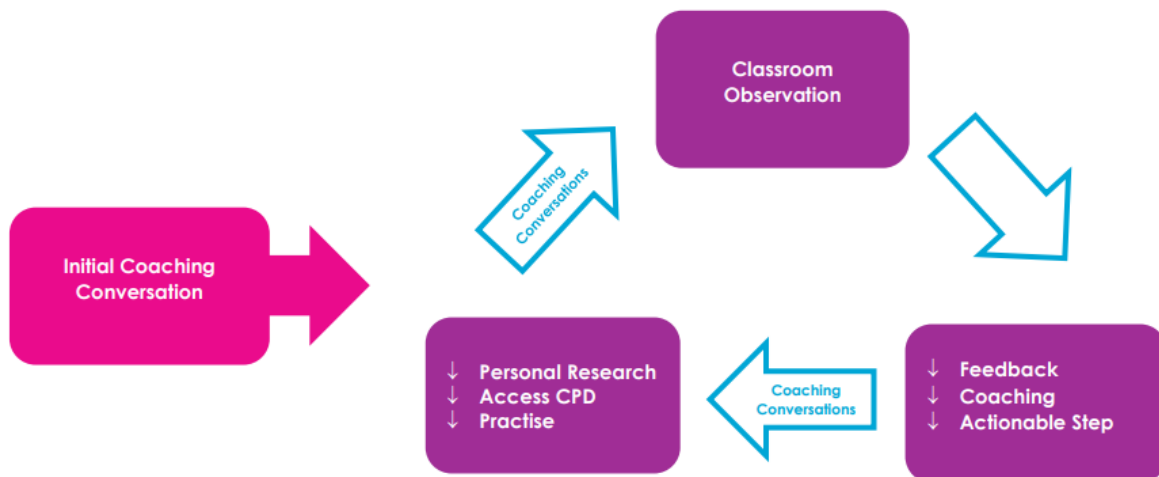 Classroom
Observation
Coaching
Conversations
Initial Coaching
Conversation
↓ Personal Research
↓ Access CPD
↓ Practise
Coaching
Conversations
↓ Feedback
↓ Coaching
↓ Actionable Step